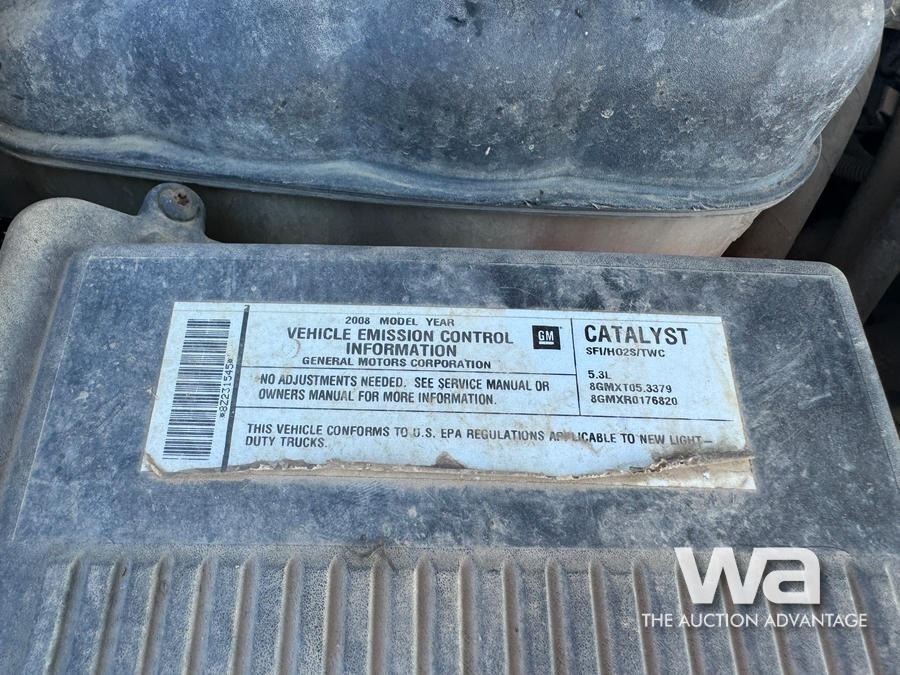 2008 MODEL YEAR
VEHICLE EMISSION CONTROL
INFORMATION
GENERAL MOTORS CORPORATION
GM
NO ADJUSTMENTS NEEDED. SEE SERVICE MANUAL OR
OWNERS MANUAL FOR MORE INFORMATION.
CATALYST
SFI/HO2S/TWC
5.3L
8GMXT05.3379
8GMXR0176820
THIS VEHICLE CONFORMS TO U.S. EPA REGULATIONS APPLICABLE TO NEW LIGHT-
DUTY TRUCKS.
*8Z231545*
wa
THE AUCTION ADVANTAGE